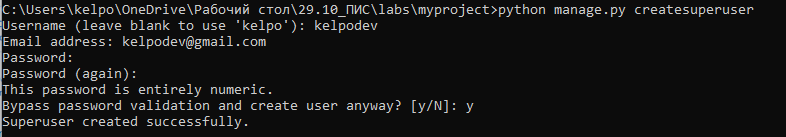 C:\Users\kelpo\OneDrive\Рабочий стол\29.10_ПИС\labs\myproject>python manage.py createsuperuser
Username (leave blank to use 'kelpo'): kelpodev
Email address: kelpodev@gmail.com
Password:
Password (again):
This password is entirely numeric.
Bypass password validation and create user anyway? [y/N]: y
Superuser created successfully.